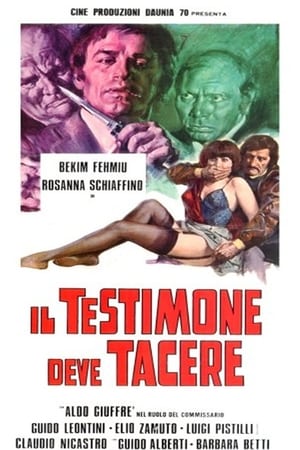 CINE PRODUZIONI DAUNIA 70 PRESENTA
BEKIM FEHMIU
ROSANNA SCHIAFFINO
in
IL TESTIMONE
DEVE TACERE
"ALDO GIUFFRE' NEL RUOLO DEL COMMISSARIO
GUIDO LEONTINI - ELIO ZAMUTO - LUIGI PISTILLI
CLAUDIO NICASTRO - GUIDO ALBERTI - BARBARA BETTI